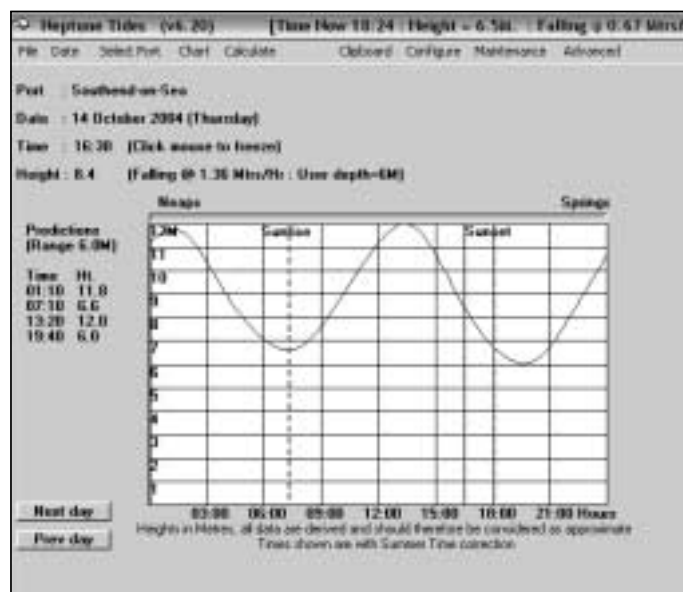 Neptune Tides (v6.20) [Time Now 18:24 : Height = 6.5M. : Falling @ 0.67 Mtrs/
File Date Select Port Chart Calculate Clipboard Configure Maintenance Advanced
Port : Southend-on-Sea
Date : 14 October 2004 (Thursday)
Time : 16:30 (Click mouse to freeze)
Height : 8.4 (Falling @ 1.36 Mtrs/Hr : User depth=6M)
Neaps Springs
Predictions
(Range 6.0M)
Time Ht.
01:10 11.8
07:10 6.6
13:20 12.0
19:40 6.0
12M Sunrise Sunset
11
10
9
8
7
6
5
4
3
2
1
03:00 06:00 09:00 12:00 15:00 18:00 21:00 Hours
Next day
Prev day
Heights in Metres, all data are derived and should therefore be considered as approximate
Times shown are with Summer Time correction